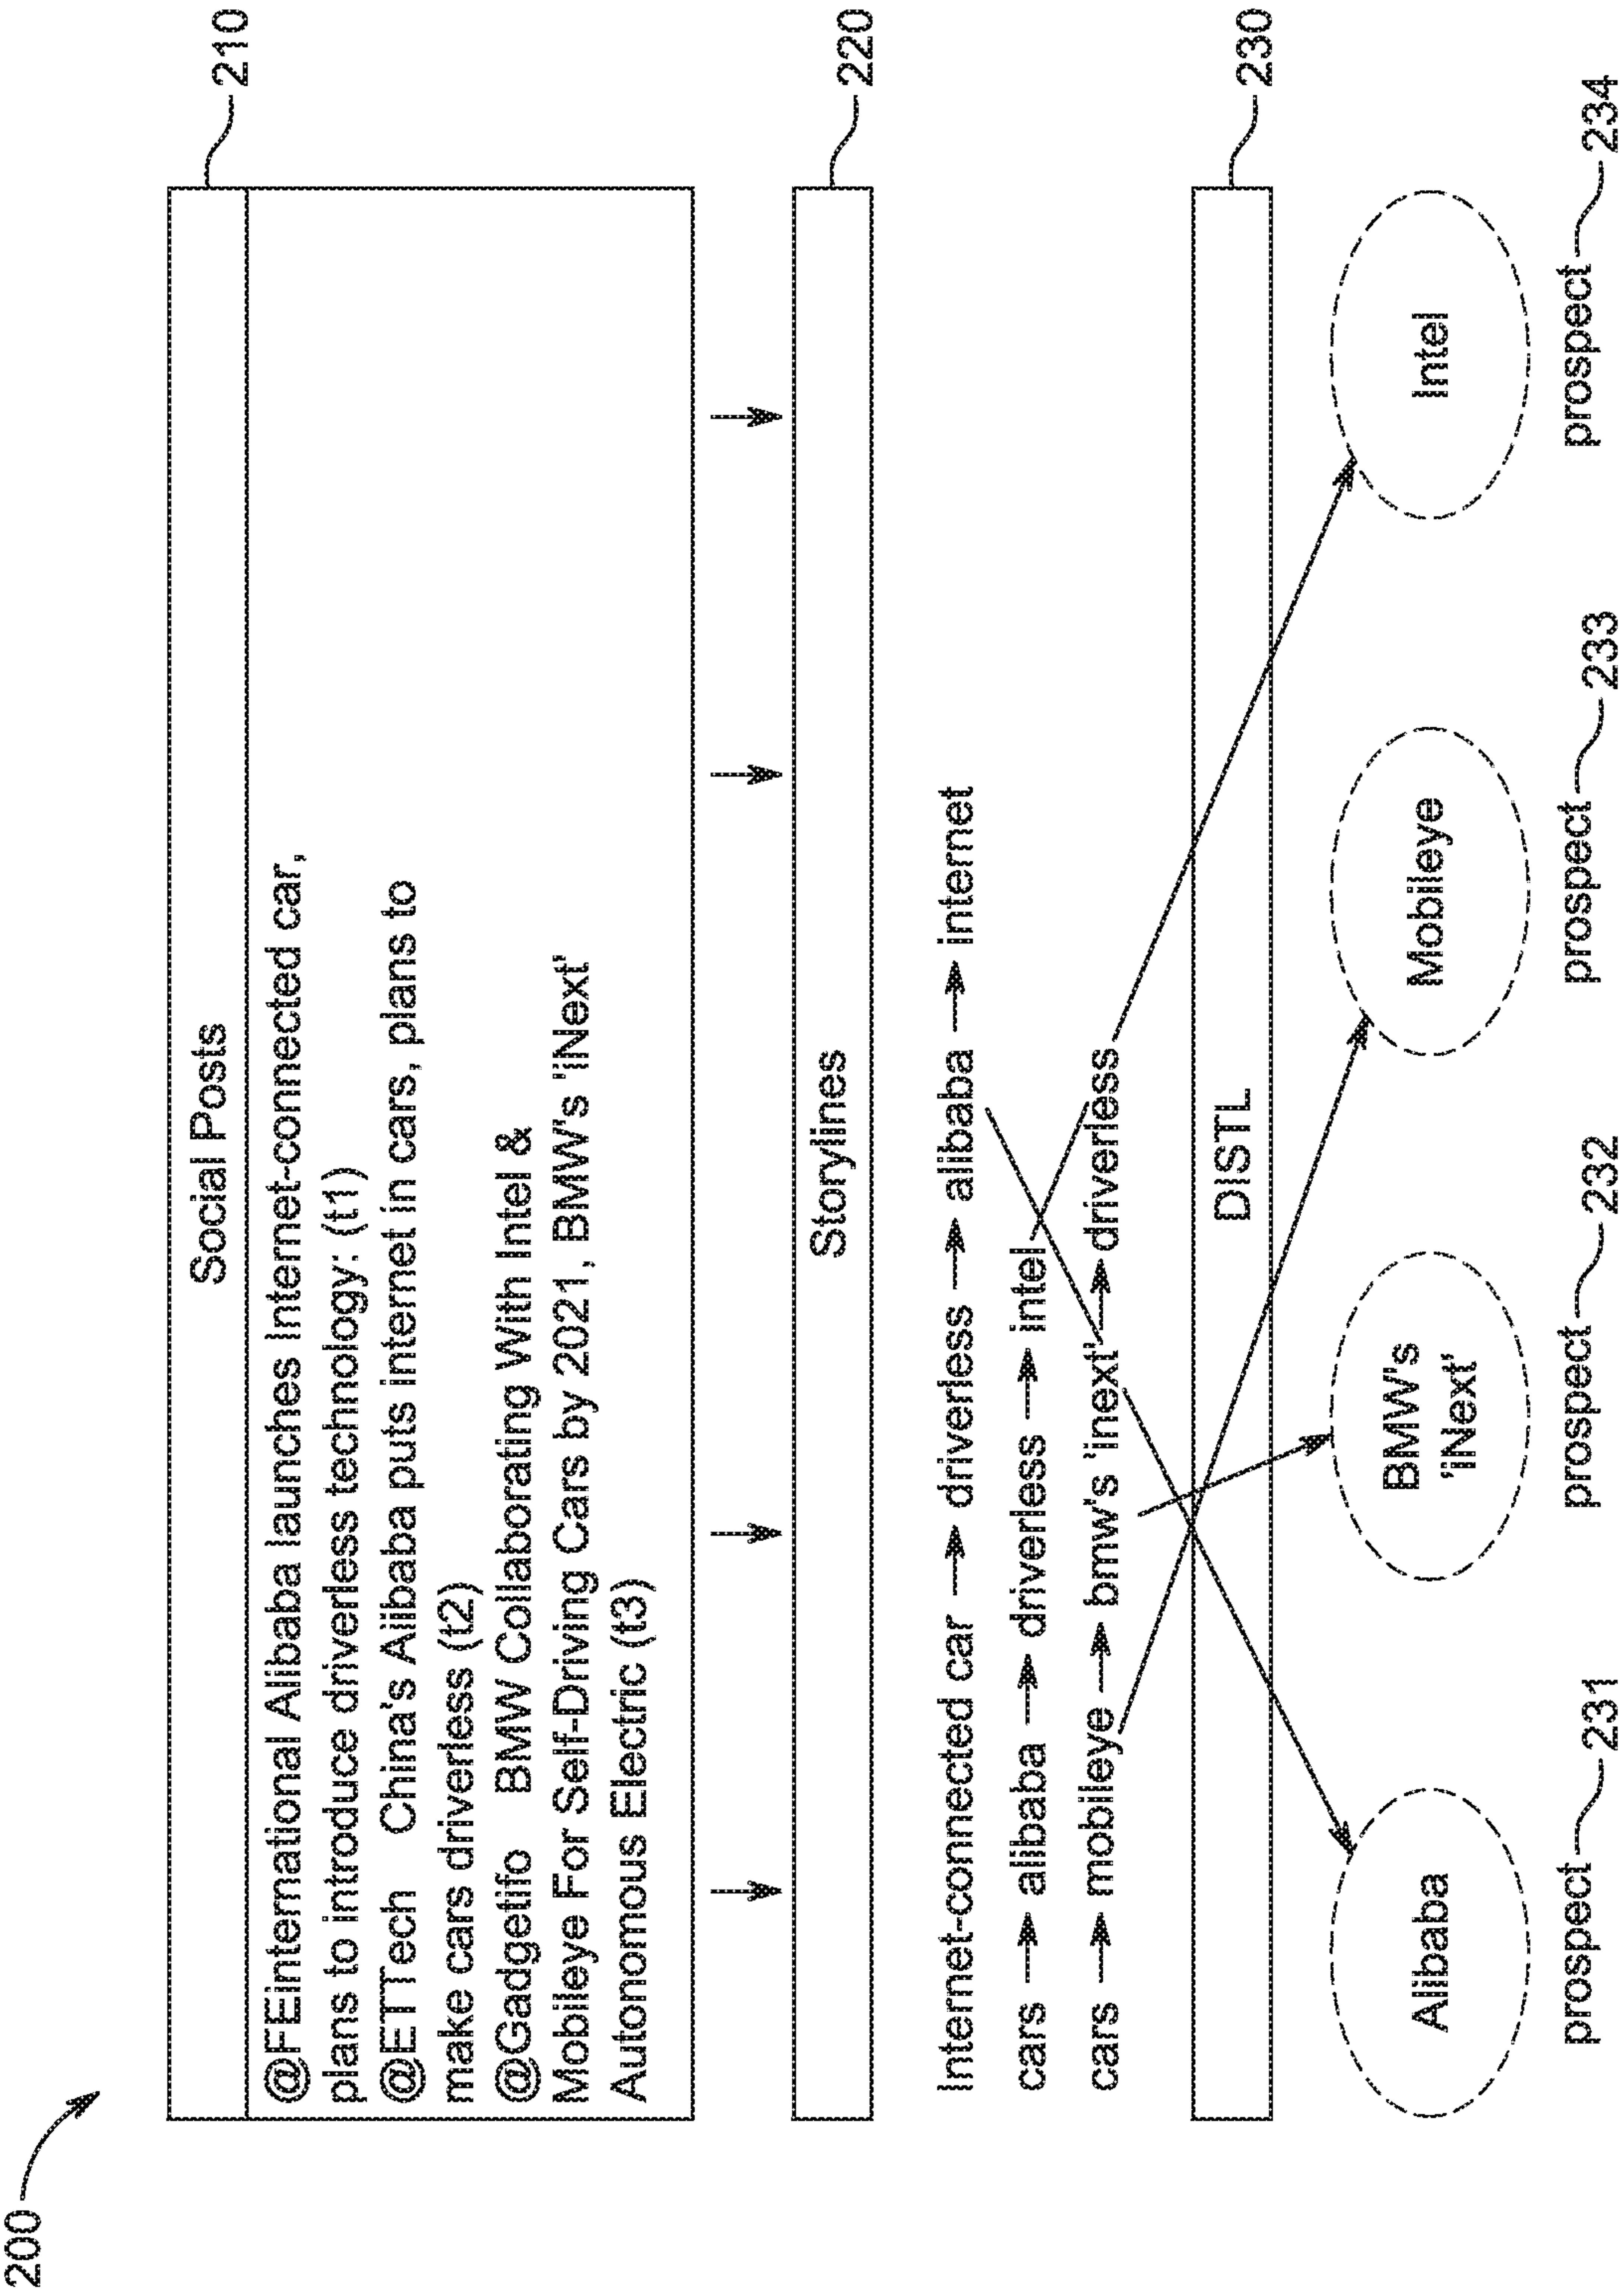 200
Social Posts
210
@FEinternational Alibaba launches Internet-connected car,
plans to introduce driverless technology: (t1)
@ETTech China's Alibaba puts internet in cars, plans to
make cars driverless (t2)
@Gadgetifo BMW Collaborating With Intel &
Mobileye For Self-Driving Cars by 2021, BMW's 'iNext'
Autonomous Electric (t3)
Storylines
220
Internet-connected car → driverless → alibaba → internet
cars → alibaba → driverless → intel
cars → mobileye → bmw's 'inext' → driverless
DISTL
230
Alibaba
BMW's
'iNext'
Mobileye
Intel
prospect 231
prospect 232
prospect 233
prospect 234